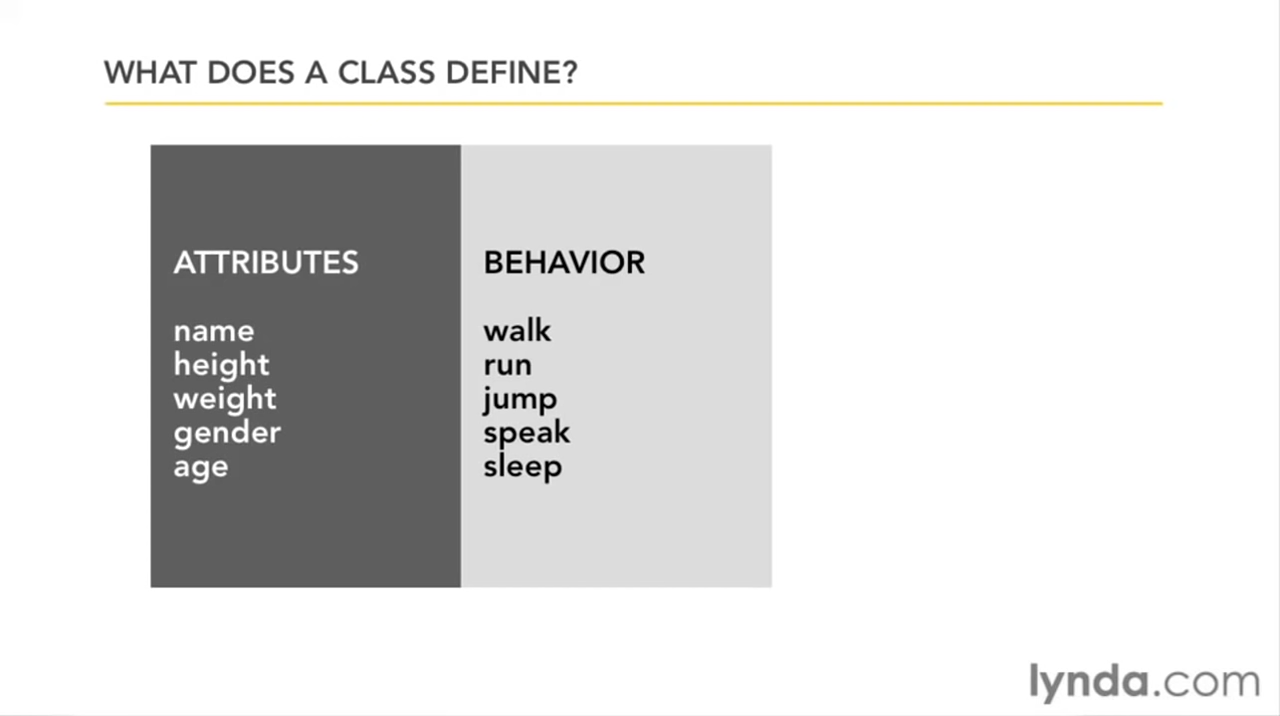 WHAT DOES A CLASS DEFINE?
ATTRIBUTES
name
height
weight
gender
age
BEHAVIOR
walk
run
jump
speak
sleep
lynda.com